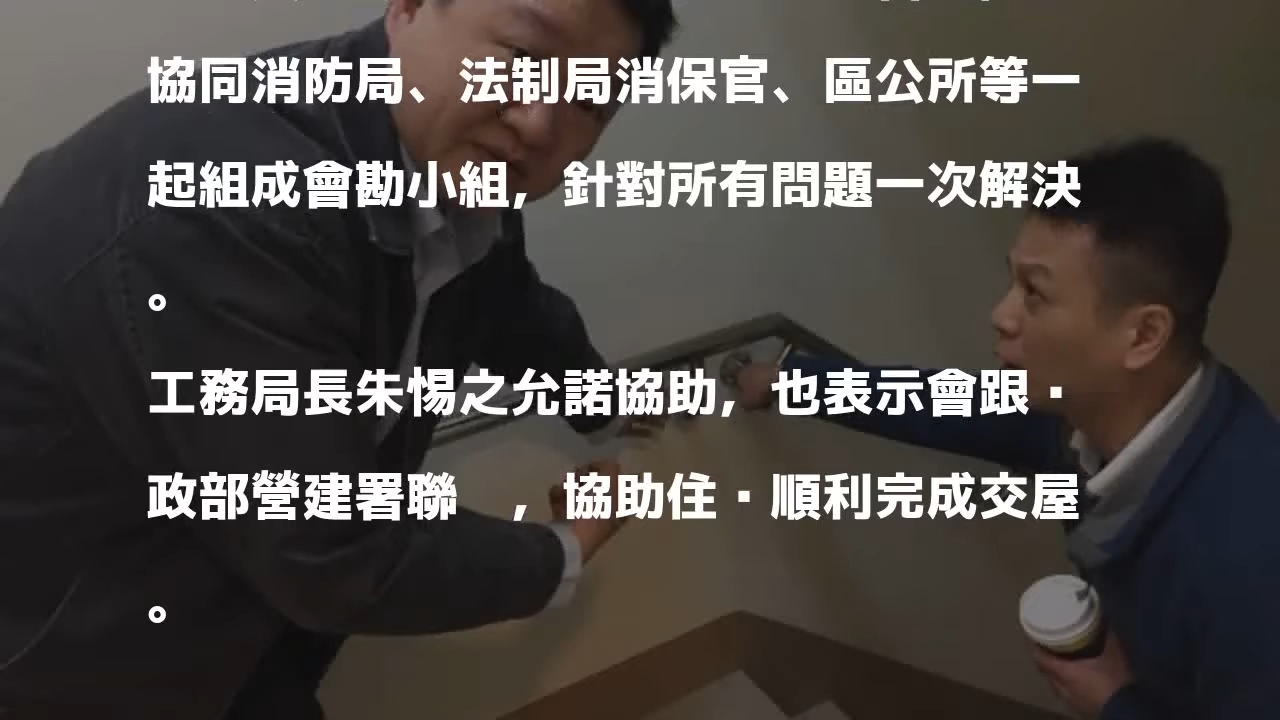 協同消防局、法制局消保官、區公所等一
起組成會勘小組，針對所有問題一次解決
。
工務局長朱惕之允諾協助，也表示會跟▪
政部營建署聯　，協助住▪順利完成交屋
。